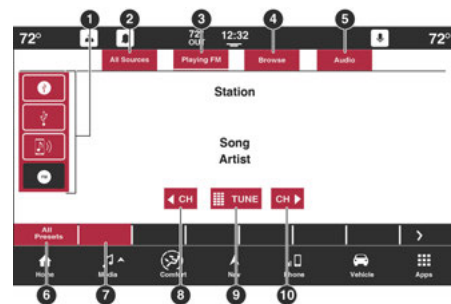 1 2 3 4 5
72° 72° OUT 12:32 72°
All Sources Playing FM Browse Audio
Station
Song
Artist
FM
CH TUNE CH
All Presets
Home Media Comfort Nav Phone Vehicle Apps
6 7 8 9 10